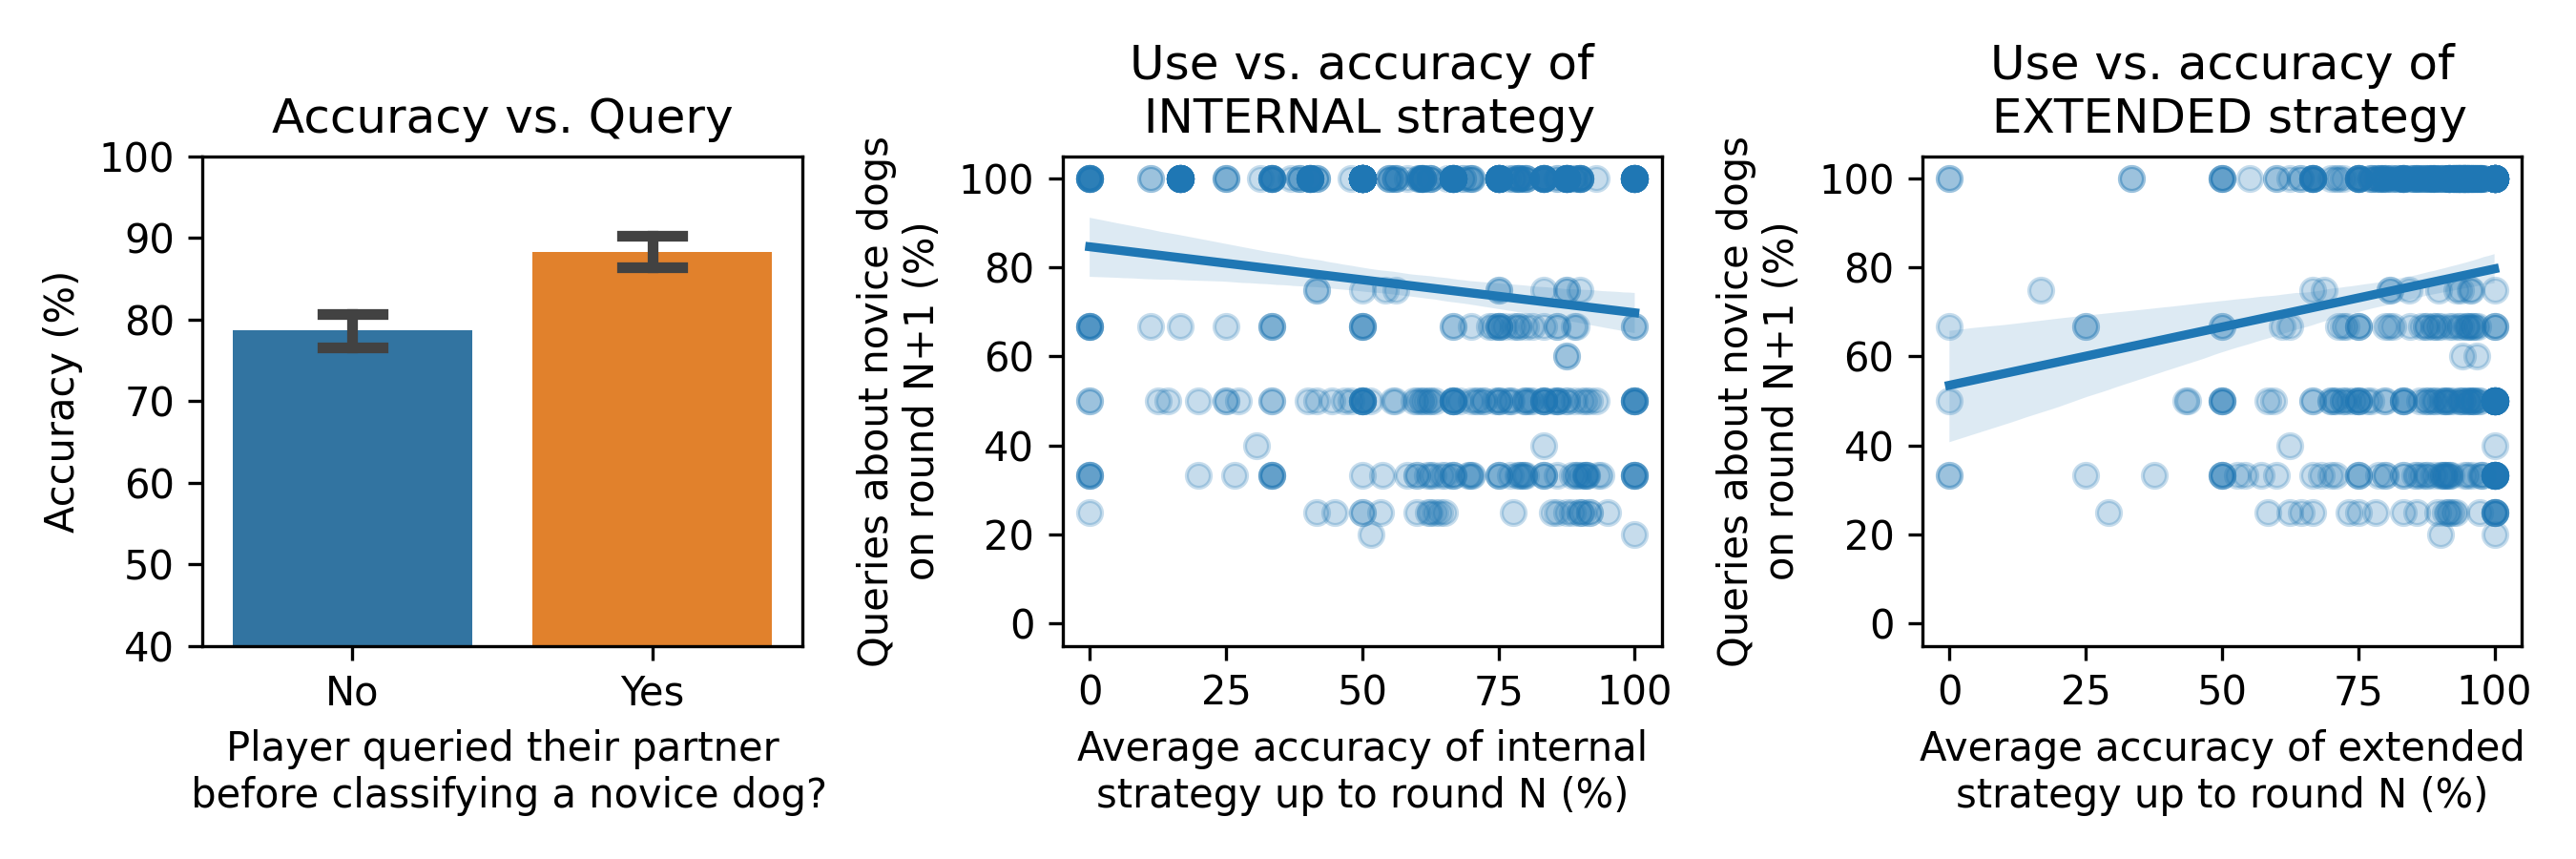 Accuracy vs. Query
100
90
80
70
60
50
40
Accuracy (%)
No
Yes
Player queried their partner
before classifying a novice dog?
Use vs. accuracy of
INTERNAL strategy
Queries about novice dogs
on round N+1 (%)
100
80
60
40
20
0
0
25
50
75
100
Average accuracy of internal
strategy up to round N (%)
Use vs. accuracy of
EXTENDED strategy
Queries about novice dogs
on round N+1 (%)
100
80
60
40
20
0
0
25
50
75
100
Average accuracy of extended
strategy up to round N (%)